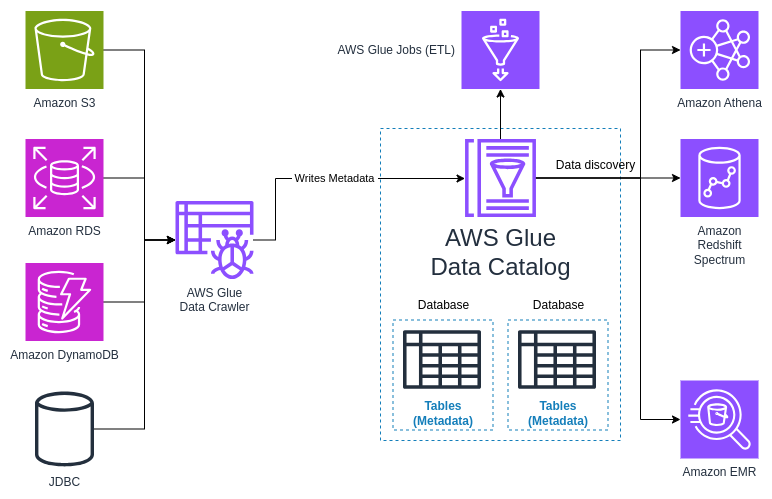 Amazon S3
Amazon RDS
Amazon DynamoDB
JDBC
AWS Glue
Data Crawler
Writes Metadata
AWS Glue Jobs (ETL)
AWS Glue
Data Catalog
Database
Tables
(Metadata)
Database
Tables
(Metadata)
Data discovery
Amazon Athena
Amazon
Redshift
Spectrum
Amazon EMR